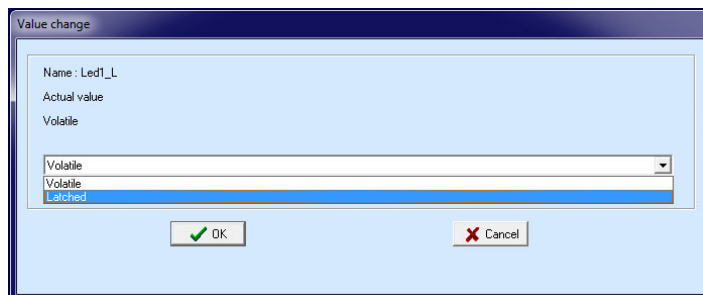 Value change
Name : Led1_L
Actual value
Volatile
Volatile
Volatile
Latched
OK
Cancel